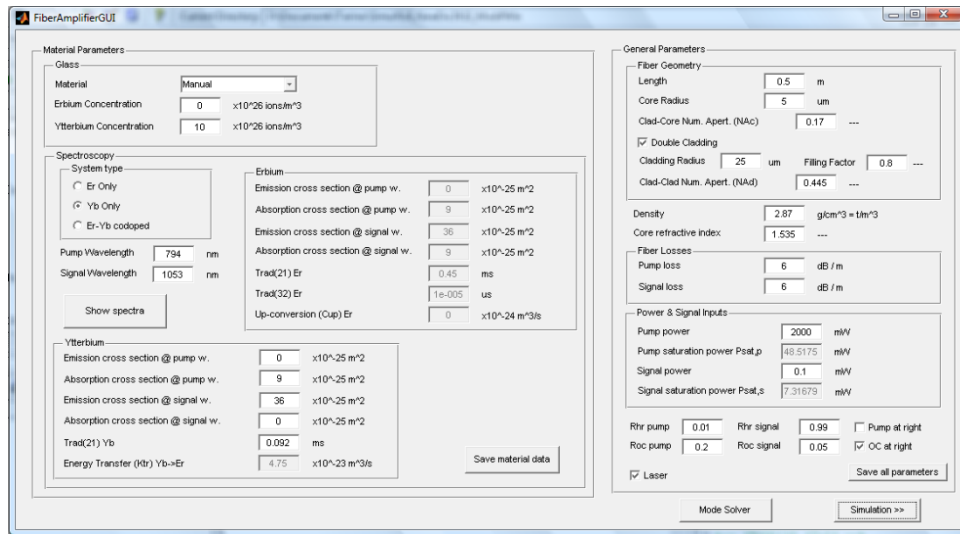 FiberAmplifierGUI
Material Parameters
Glass
Material Manual
Erbium Concentration 0 x10^26 ions/m^3
Ytterbium Concentration 10 x10^26 ions/m^3
Spectroscopy
System type
Er Only
Yb Only
Er-Yb codoped
Pump Wavelength 794 nm
Signal Wavelength 1053 nm
Show spectra
Erbium
Emission cross section @ pump w. 0 x10^-25 m^2
Absorption cross section @ pump w. 9 x10^-25 m^2
Emission cross section @ signal w. 36 x10^-25 m^2
Absorption cross section @ signal w. 9 x10^-25 m^2
Trad(21) Er 0.45 ms
Trad(32) Er 1e-005 us
Up-conversion (Cup) Er 0 x10^-24 m^3/s
Ytterbium
Emission cross section @ pump w. 0 x10^-25 m^2
Absorption cross section @ pump w. 9 x10^-25 m^2
Emission cross section @ signal w. 36 x10^-25 m^2
Absorption cross section @ signal w. 0 x10^-25 m^2
Trad(21) Yb 0.092 ms
Energy Transfer (Ktr) Yb->Er 4.75 x10^-23 m^3/s
Save material data
General Parameters
Fiber Geometry
Length 0.5 m
Core Radius 5 um
Clad-Core Num. Apert. (NAc) 0.17 ---
Double Cladding
Cladding Radius 25 um Filling Factor 0.8 ---
Clad-Clad Num. Apert. (NAd) 0.445 ---
Density 2.87 g/cm^3 = t/m^3
Core refractive index 1.535 ---
Fiber Losses
Pump loss 6 dB / m
Signal loss 6 dB / m
Power & Signal Inputs
Pump power 2000 mW
Pump saturation power Psat,p 48.5175 mW
Signal power 0.1 mW
Signal saturation power Psat,s 7.31679 mW
Rhr pump 0.01 Rhr signal 0.99 Pump at right
Roc pump 0.2 Roc signal 0.05 OC at right
Laser
Save all parameters
Mode Solver
Simulation >>